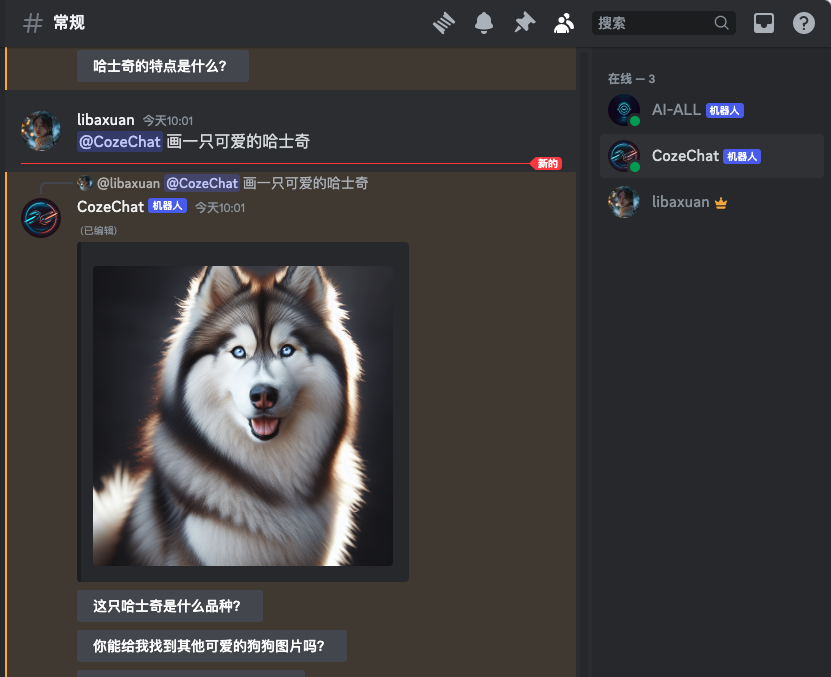 常规
搜索
哈士奇的特点是什么?
libaxuan 今天10:01
@CozeChat 画一只可爱的哈士奇
新的
@libaxuan @CozeChat 画一只可爱的哈士奇
CozeChat 机器人 今天10:01
(已编辑)
这只哈士奇是什么品种?
你能给我找到其他可爱的狗狗图片吗?
在线 — 3
AI-ALL 机器人
CozeChat 机器人
libaxuan